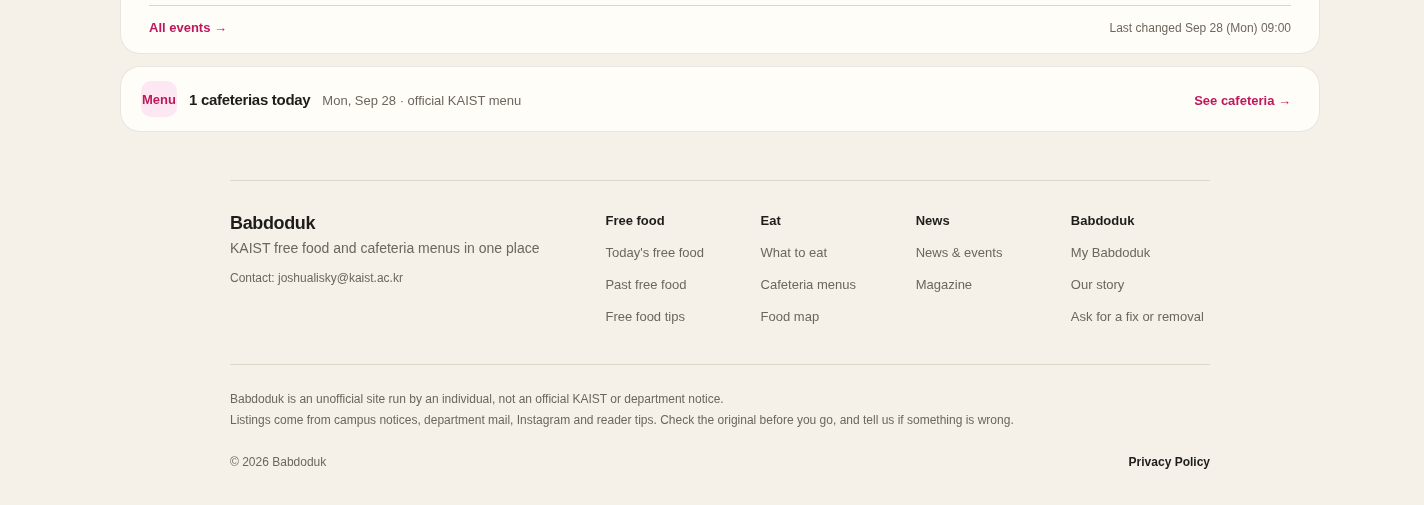 All events → Last changed Sep 28 (Mon) 09:00
Menu 1 cafeterias today Mon, Sep 28 · official KAIST menu See cafeteria →
Babdoduk
KAIST free food and cafeteria menus in one place
Contact: joshualisky@kaist.ac.kr
Free food
Today's free food
Past free food
Free food tips
Eat
What to eat
Cafeteria menus
Food map
News
News & events
Magazine
Babdoduk
My Babdoduk
Our story
Ask for a fix or removal
Babdoduk is an unofficial site run by an individual, not an official KAIST or department notice.
Listings come from campus notices, department mail, Instagram and reader tips. Check the original before you go, and tell us if something is wrong.
© 2026 Babdoduk Privacy Policy